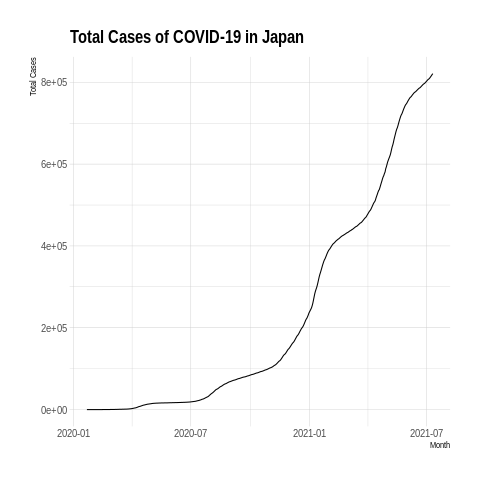 Total Cases of COVID-19 in Japan
Total Cases
8e+05
6e+05
4e+05
2e+05
0e+00
2020-01 2020-07 2021-01 2021-07
Month